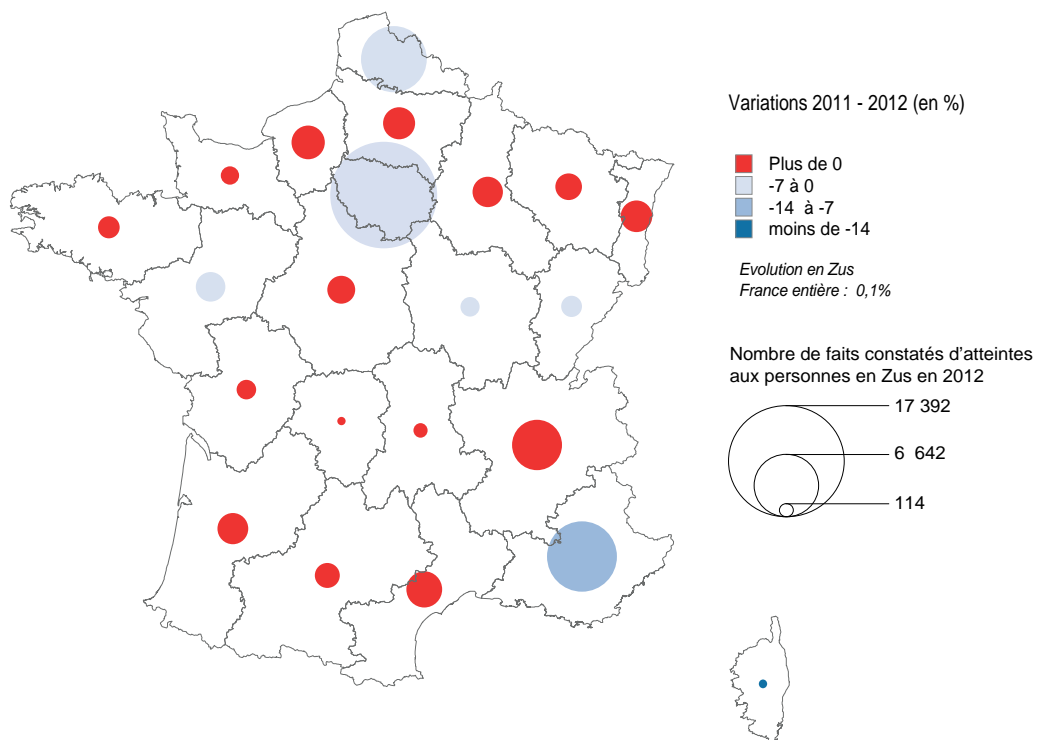 Variations 2011 - 2012 (en %)
Plus de 0
-7 à 0
-14 à -7
moins de -14
Evolution en Zus
France entière : 0,1%
Nombre de faits constatés d’atteintes
aux personnes en Zus en 2012
17 392
6 642
114